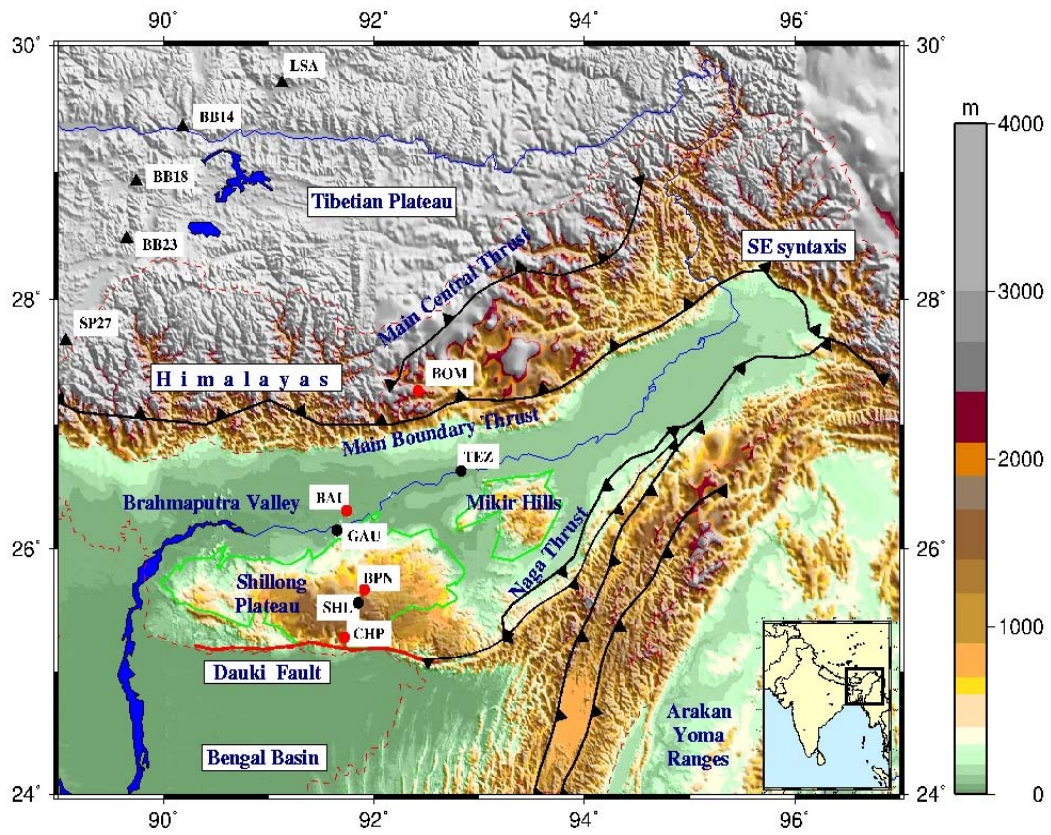 90°
92°
94°
96°
30°
30°
m
LSA
4000
BB14
BB18
Tibetian Plateau
BB23
SE syntaxis
Main Central Thrust
28°
28°
3000
SP27
Himalayas
BOM
Main Boundary Thrust
TEZ
2000
Brahmaputra Valley
BAI
Mikir Hills
GAU
26°
26°
Naga Thrust
Shillong
Plateau
BPN
SHL
CHP
1000
Dauki Fault
Arakan
Yoma
Ranges
Bengal Basin
24°
24°
0
90°
92°
94°
96°